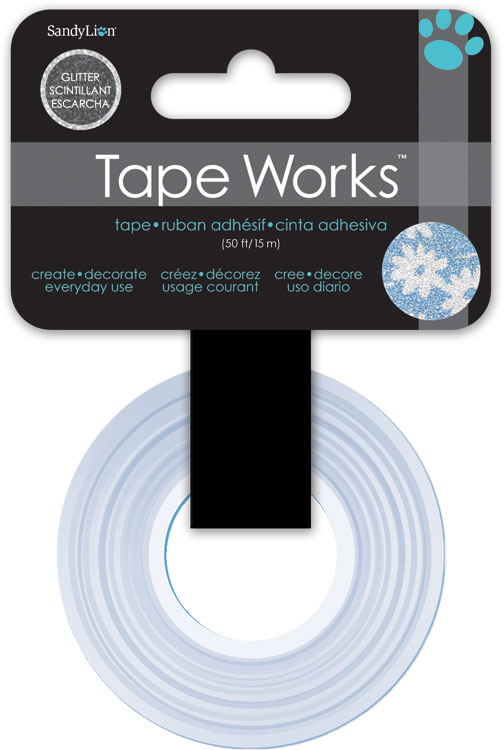 SandyLion
GLITTER
SCINTILLANT
ESCARCHA
Tape Works™
tape•ruban adhésif•cinta adhesiva
(50 ft/15 m)
create•decorate
everyday use
créez•décorez
usage courant
cree•decore
uso diario